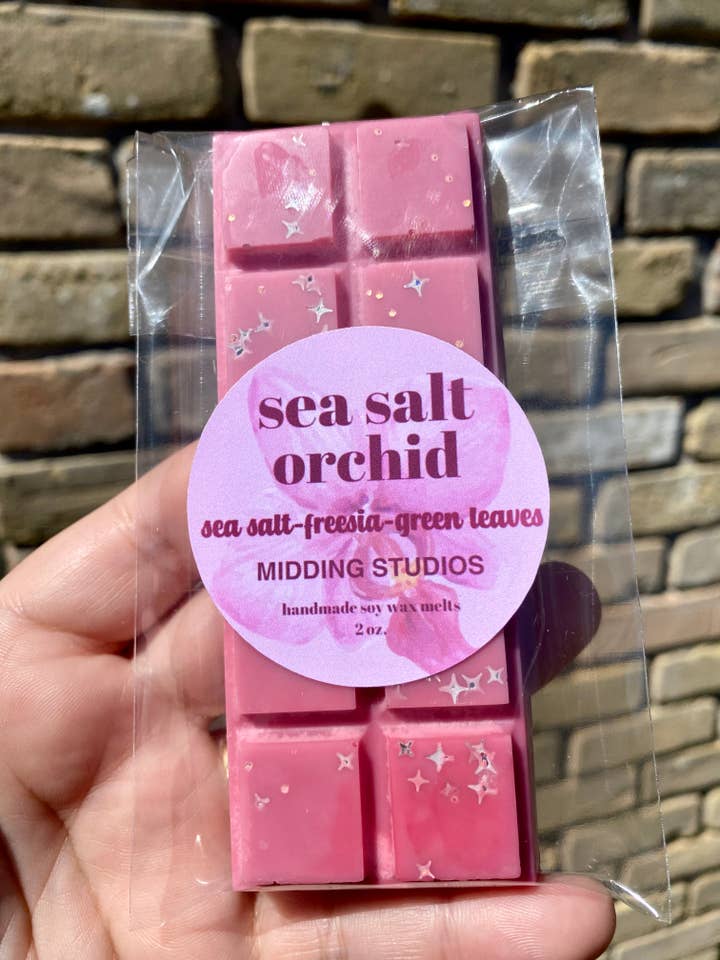 sea salt
orchid
sea salt-freesia-green leaves
MIDDING STUDIOS
handmade soy wax melts
2 oz.